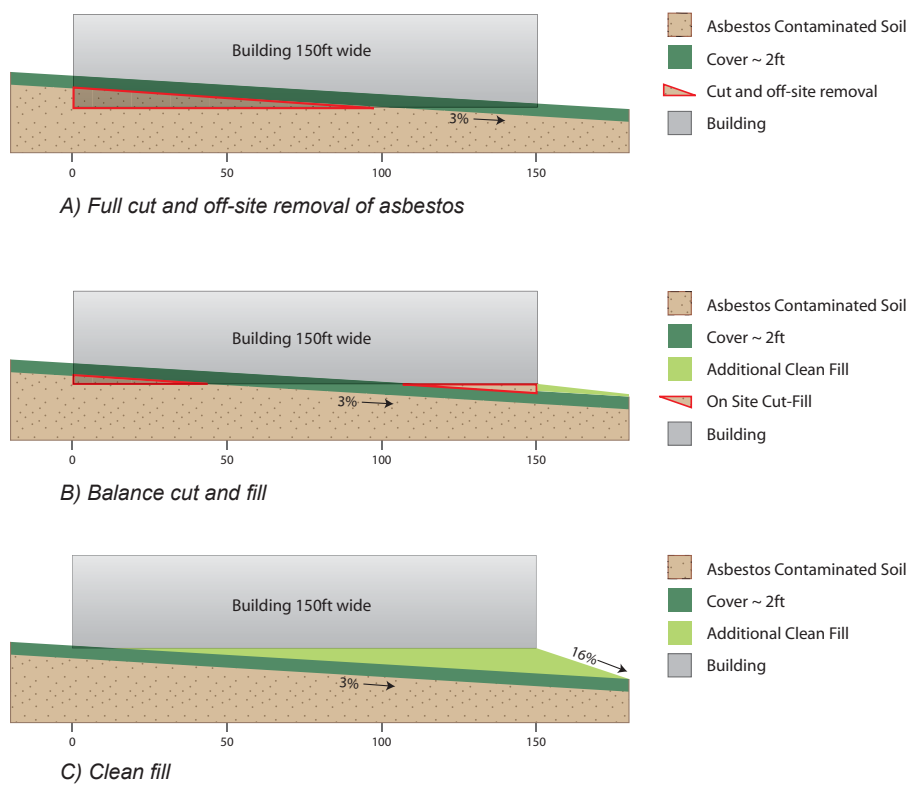 Building 150ft wide
3%
0
50
100
150
Asbestos Contaminated Soil
Cover ~ 2ft
Cut and off-site removal
Building
A) Full cut and off-site removal of asbestos
Building 150ft wide
3%
0
50
100
150
Asbestos Contaminated Soil
Cover ~ 2ft
Additional Clean Fill
On Site Cut-Fill
Building
B) Balance cut and fill
Building 150ft wide
16%
3%
0
50
100
150
Asbestos Contaminated Soil
Cover ~ 2ft
Additional Clean Fill
Building
C) Clean fill